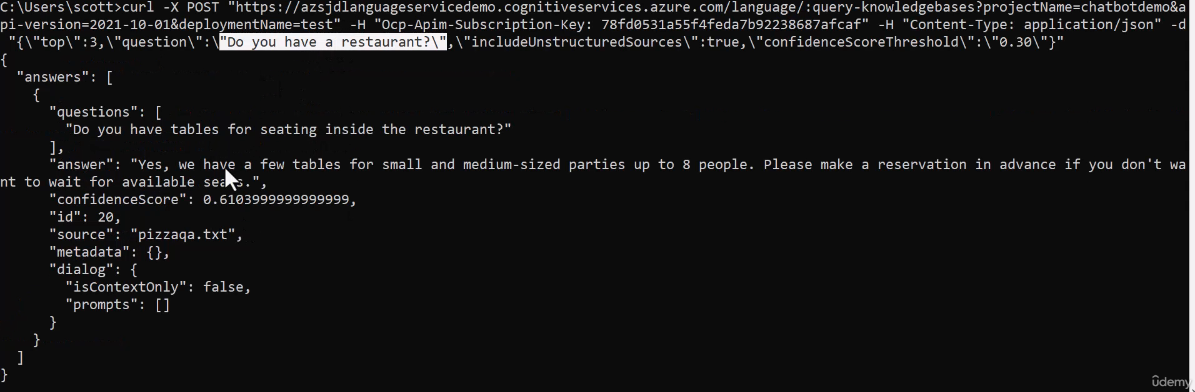 C:\Users\scott>curl -X POST "https://azsjdlanguageservicedemo.cognitiveservices.azure.com/language/:query-knowledgebases?projectName=chatbotdemo&a
pi-version=2021-10-01&deploymentName=test" -H "Ocp-Apim-Subscription-Key: 78fd0531a55f4feda7b92238687afcaf" -H "Content-Type: application/json" -d
"{\"top\":3,\"question\":\"Do you have a restaurant?\",\"includeUnstructuredSources\":true,\"confidenceScoreThreshold\":\"0.30\"}"
{
  "answers": [
    {
      "questions": [
        "Do you have tables for seating inside the restaurant?"
      ],
      "answer": "Yes, we have a few tables for small and medium-sized parties up to 8 people. Please make a reservation in advance if you don't wa
nt to wait for available seats.",
      "confidenceScore": 0.6103999999999999,
      "id": 20,
      "source": "pizzaqa.txt",
      "metadata": {},
      "dialog": {
        "isContextOnly": false,
        "prompts": []
      }
    }
  ]
}
udemy